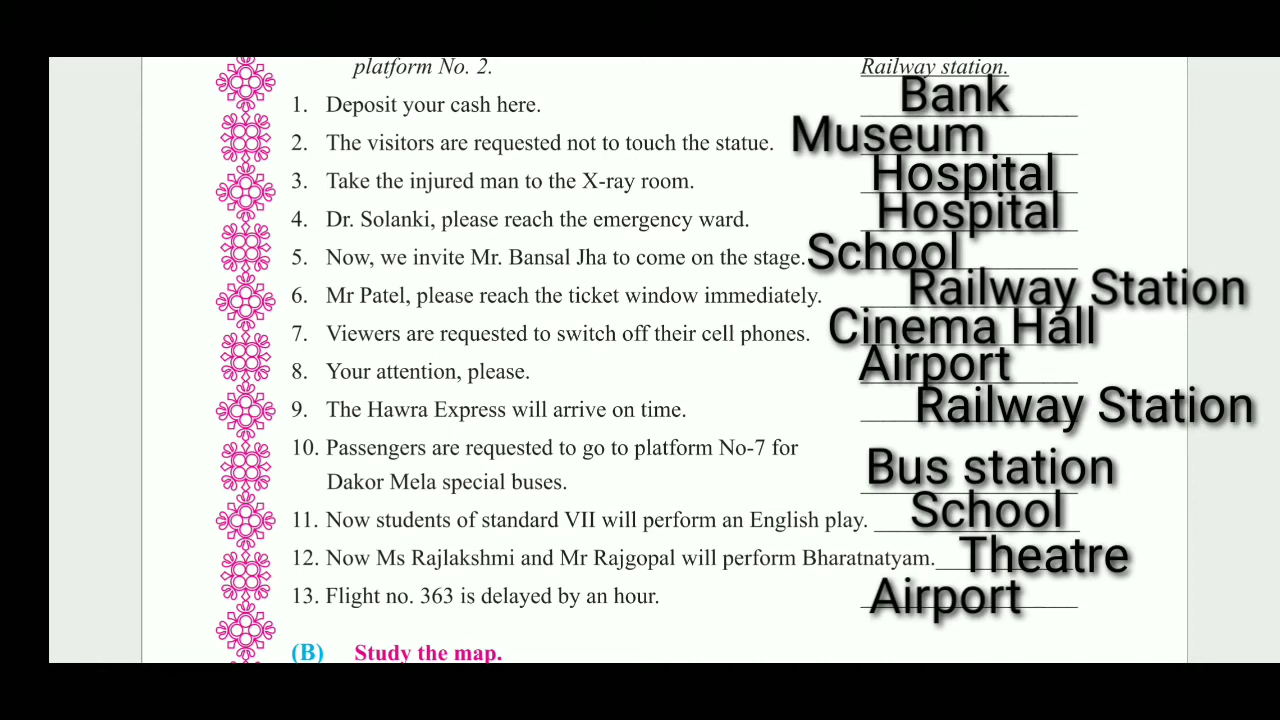 platform No. 2. Railway station.
1. Deposit your cash here. Bank
2. The visitors are requested not to touch the statue. Museum
3. Take the injured man to the X-ray room. Hospital
4. Dr. Solanki, please reach the emergency ward. Hospital
5. Now, we invite Mr. Bansal Jha to come on the stage. School
6. Mr Patel, please reach the ticket window immediately. Railway Station
7. Viewers are requested to switch off their cell phones. Cinema Hall
8. Your attention, please. Airport
9. The Hawra Express will arrive on time. Railway Station
10. Passengers are requested to go to platform No-7 for
Dakor Mela special buses. Bus station
11. Now students of standard VII will perform an English play. School
12. Now Ms Rajlakshmi and Mr Rajgopal will perform Bharatnatyam. Theatre
13. Flight no. 363 is delayed by an hour. Airport
(B) Study the map.